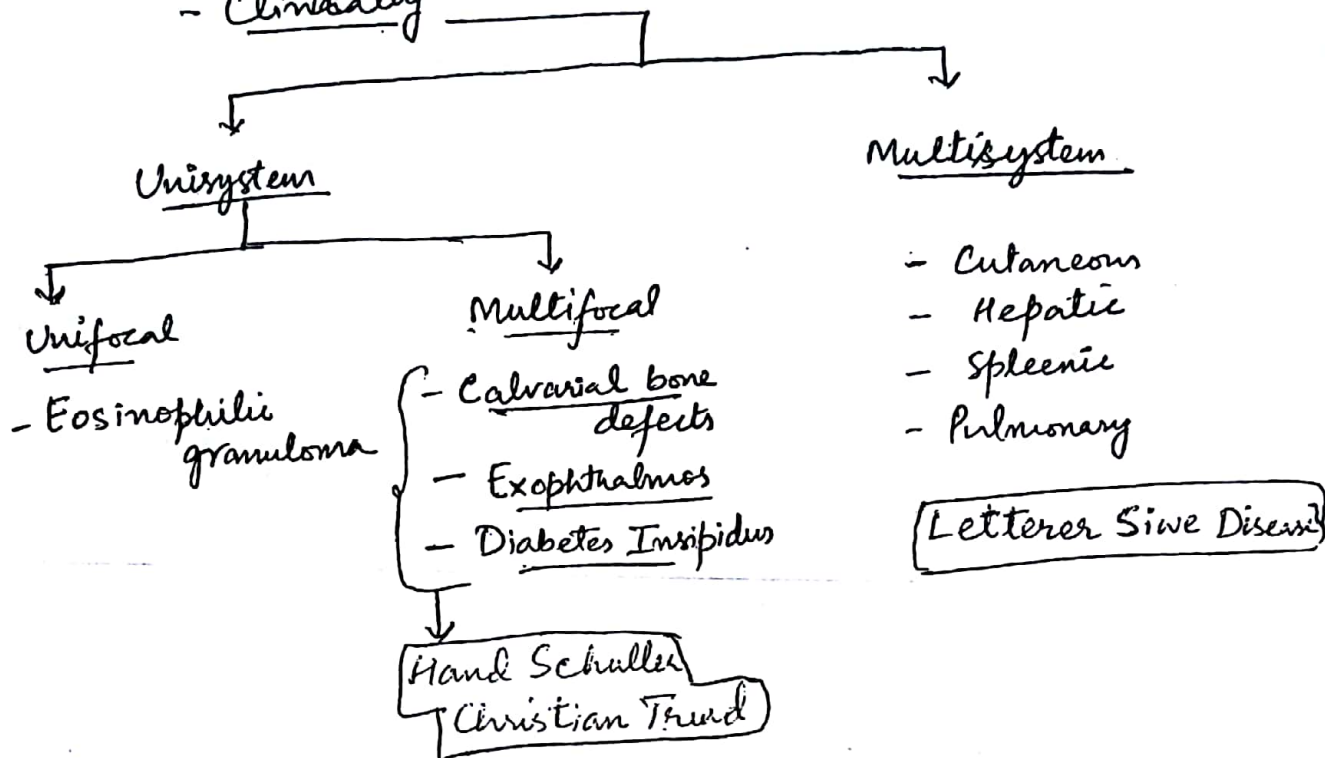 - Clinically
Unisystem
Multisystem
Unifocal
- Eosinophilic
granuloma
Multifocal
- Calvarial bone
defects
- Exophthalmos
- Diabetes Insipidus
Hand Schuller
Christian Triad
- Cutaneous
- Hepatic
- Spleenic
- Pulmonary
Letterer Siwe Disease